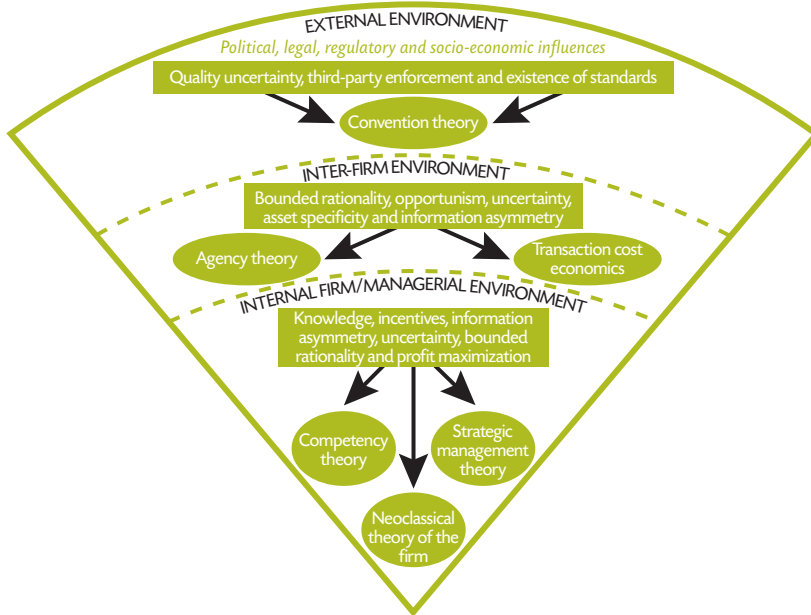 EXTERNAL ENVIRONMENT
Political, legal, regulatory and socio-economic influences
Quality uncertainty, third-party enforcement and existence of standards
Convention theory
INTER-FIRM ENVIRONMENT
Bounded rationality, opportunism, uncertainty,
asset specificity and information asymmetry
Agency theory
Transaction cost
economics
INTERNAL FIRM/MANAGERIAL ENVIRONMENT
Knowledge, incentives, information
asymmetry, uncertainty, bounded
rationality and profit maximization
Competency
theory
Strategic
management
theory
Neoclassical
theory of the
firm